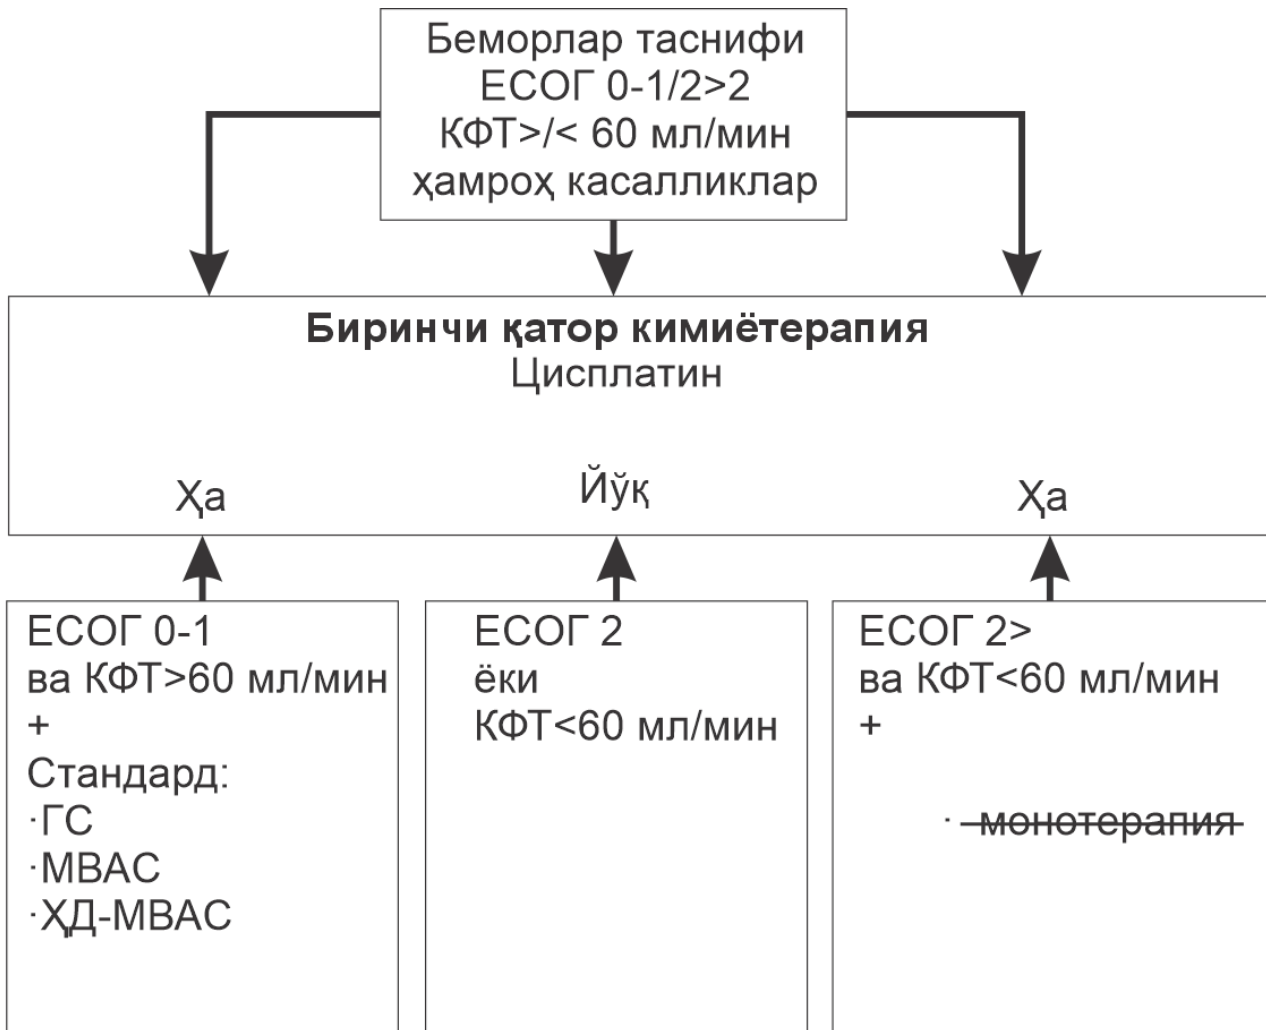 Беморлар таснифи
ЕСОГ 0-1/2>2
КФТ>/< 60 мл/мин
ҳамроҳ касалликлар
Биринчи қатор кимиётерапия
Цисплатин
Ҳа
Йўқ
Ҳа
ЕСОГ 0-1
ва КФТ>60 мл/мин
+
Стандард:
·ГС
·МВАС
·ҲД-МВАС
ЕСОГ 2
ёки
КФТ<60 мл/мин
ЕСОГ 2>
ва КФТ<60 мл/мин
+
· монотерапия